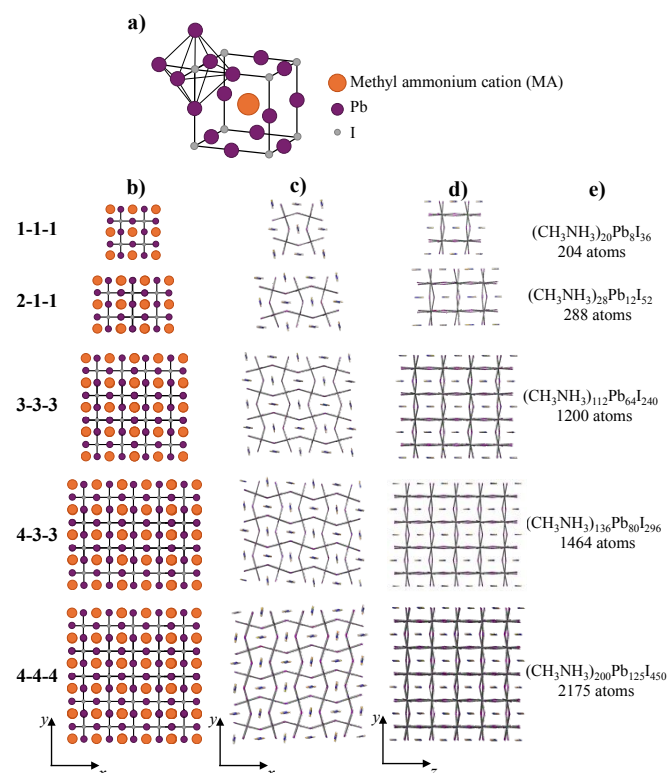 a)
Methyl ammonium cation (MA)
Pb
I
b)
c)
d)
e)
1-1-1
(CH₃NH₃)₂₀Pb₈I₃₆
204 atoms
2-1-1
(CH₃NH₃)₂₈Pb₁₂I₅₂
288 atoms
3-3-3
(CH₃NH₃)₁₁₂Pb₆₄I₂₄₀
1200 atoms
4-3-3
(CH₃NH₃)₁₃₆Pb₈₀I₂₉₆
1464 atoms
4-4-4
(CH₃NH₃)₂₀₀Pb₁₂₅I₄₅₀
2175 atoms
y
y
y
x
x
z